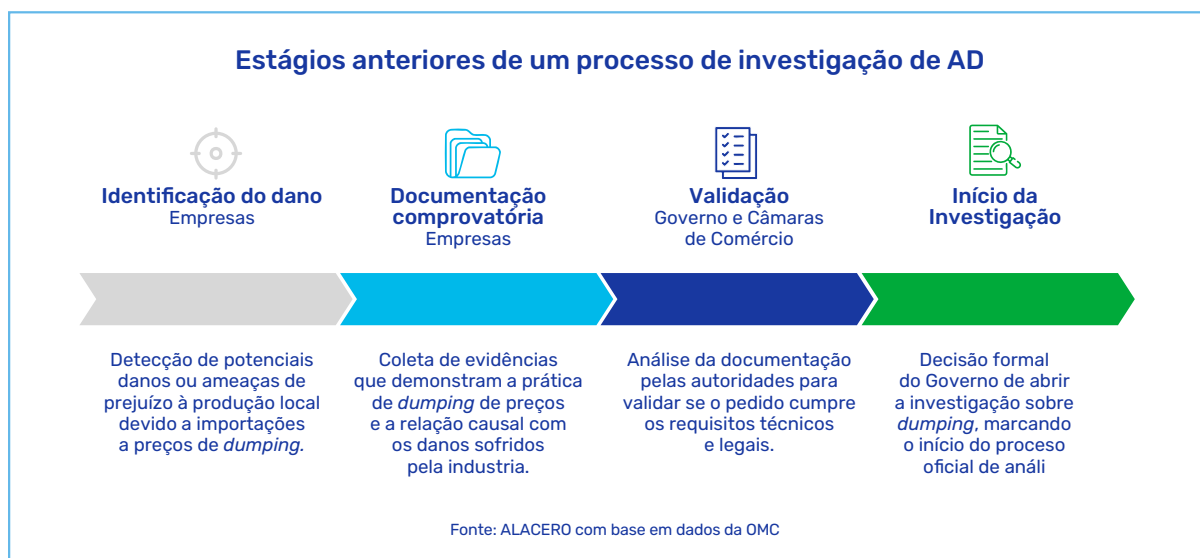 Estágios anteriores de um processo de investigação de AD
Identificação do dano
Empresas
Detecção de potenciais
danos ou ameaças de
prejuízo à produção local
devido a importações
a preços de dumping.
Documentação
comprovatória
Empresas
Coleta de evidências
que demonstram a prática
de dumping de preços
e a relação causal com
os danos sofridos
pela industria.
Validação
Governo e Câmaras
de Comércio
Análise da documentação
pelas autoridades para
validar se o pedido cumpre
os requisitos técnicos
e legais.
Início da
Investigação
Decisão formal
do Governo de abrir
a investigação sobre
dumping, marcando
o início do proceso
oficial de análi
Fonte: ALACERO com base em dados da OMC